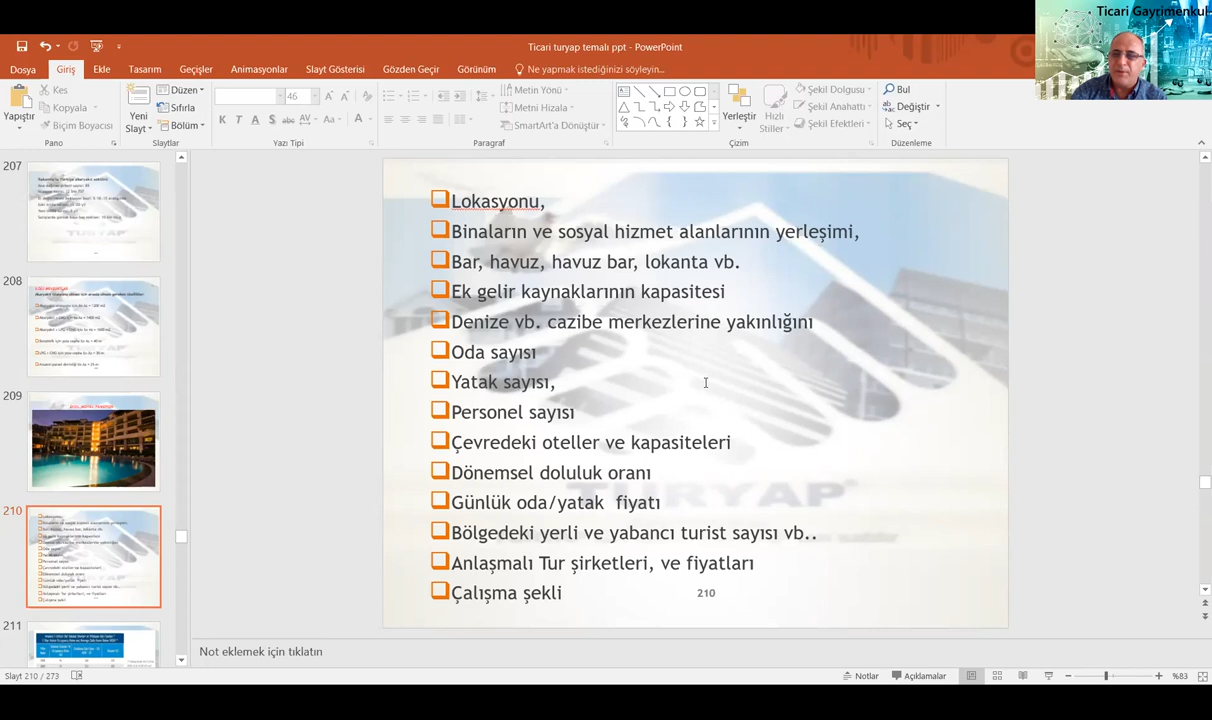 Ticari Gayrimenkul
Ticari turyap temalı ppt - PowerPoint
Dosya Giriş Ekle Tasarım Geçişler Animasyonlar Slayt Gösterisi Gözden Geçir Görünüm Ne yapmak istediğinizi söyleyin...
Yapıştır
Kes
Kopyala
Biçim Boyacısı
Pano
Yeni
Slayt
Düzen
Sıfırla
Bölüm
Slaytlar
46
K T A S abc AV Aa A
Yazı Tipi
Metin Yönü
Metni Hizala
SmartArt'a Dönüştür
Paragraf
Yerleştir
Hızlı
Stiller
Şekil Dolgusu
Şekil Anahattı
Şekil Efektleri
Çizim
Bul
Değiştir
Seç
Düzenleme
207
208
209
210
211
Lokasyonu,
Binaların ve sosyal hizmet alanlarının yerleşimi,
Bar, havuz, havuz bar, lokanta vb.
Ek gelir kaynaklarının kapasitesi
Denize vb. cazibe merkezlerine yakınlığını
Oda sayısı
Yatak sayısı,
Personel sayısı
Çevredeki oteller ve kapasiteleri
Dönemsel doluluk oranı
Günlük oda/yatak fiyatı
Bölgedeki yerli ve yabancı turist sayısı vb..
Anlaşmalı Tur şirketleri, ve fiyatları
Çalışma şekli
210
TURYAP
Not eklemek için tıklatın
Slayt 210 / 273
Notlar
Açıklamalar
%83